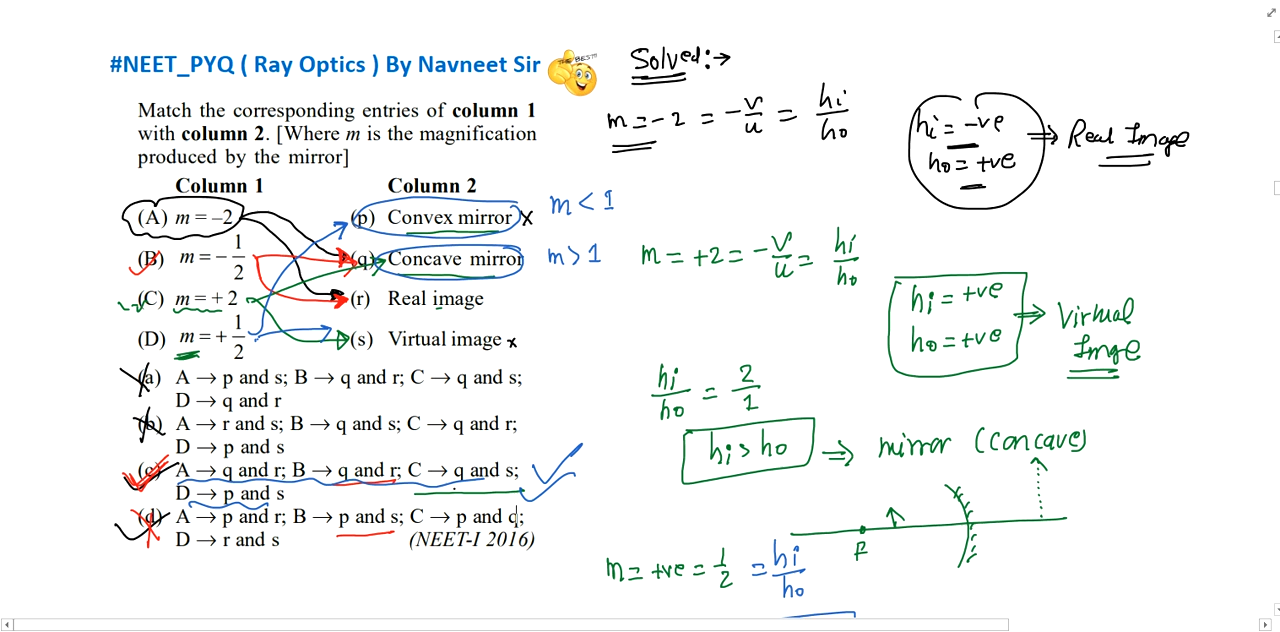 #NEET_PYQ ( Ray Optics ) By Navneet Sir
THE BEST!!
Solved:→
Match the corresponding entries of column 1
with column 2. [Where m is the magnification
produced by the mirror]
m = -2 = -v/u = hi/ho
hi = -ve
ho = +ve
⇒ Real Image
Column 1 Column 2
(A) m = –2 (p) Convex mirror x m < 1
(B) m = – 1/2 (q) Concave mirror m > 1
(C) m = + 2 (r) Real image
(D) m = + 1/2 (s) Virtual image x
m = +2 = -v/u = hi/ho
hi = +ve
ho = +ve
⇒ Virtual
Imge
(a) A → p and s; B → q and r; C → q and s;
D → q and r
(b) A → r and s; B → q and s; C → q and r;
D → p and s
(c) A → q and r; B → q and r; C → q and s;
D → p and s
(d) A → p and r; B → p and s; C → p and q;
D → r and s (NEET-I 2016)
hi/ho = 2/1
hi > ho ⇒ mirror (concave)
F
m = +ve = 1/2 = hi/ho